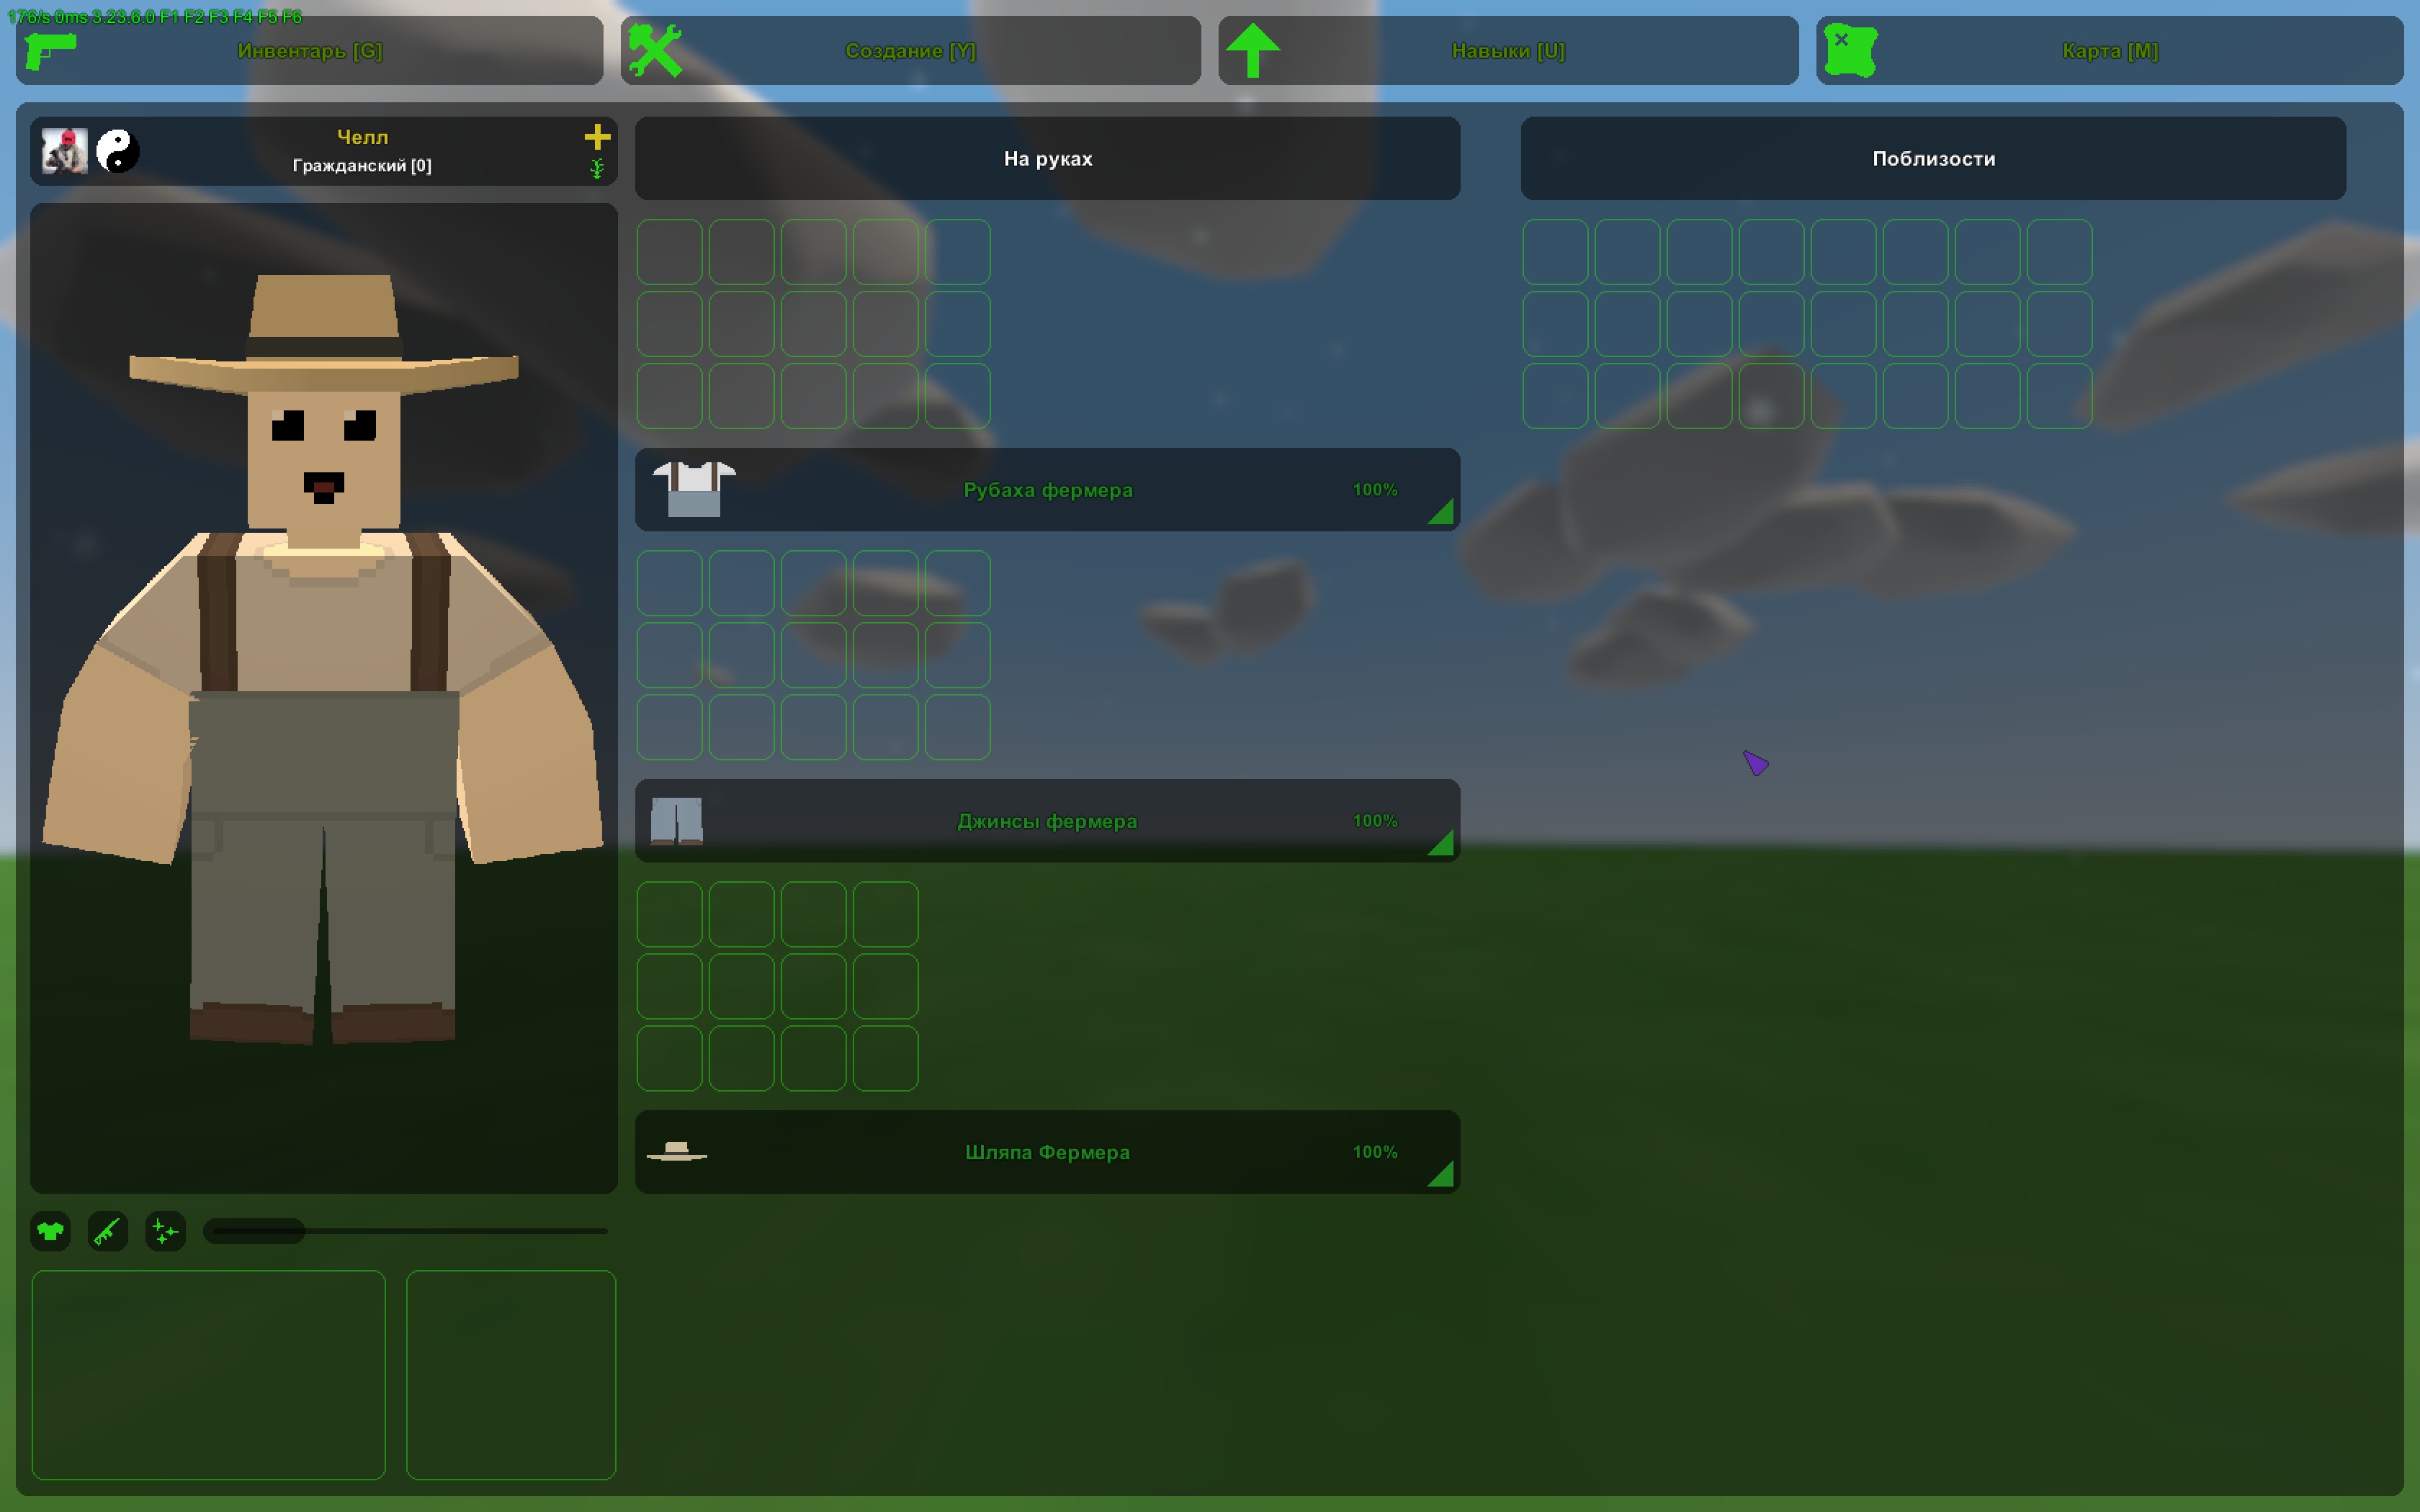 176/s 0ms 3.23.6.0 F1 F2 F3 F4 F5 F6
Инвентарь [G]
Создание [Y]
Навыки [U]
Карта [M]
Челл
Гражданский [0]
На руках
Поблизости
Рубаха фермера 100%
Джинсы фермера 100%
Шляпа Фермера 100%